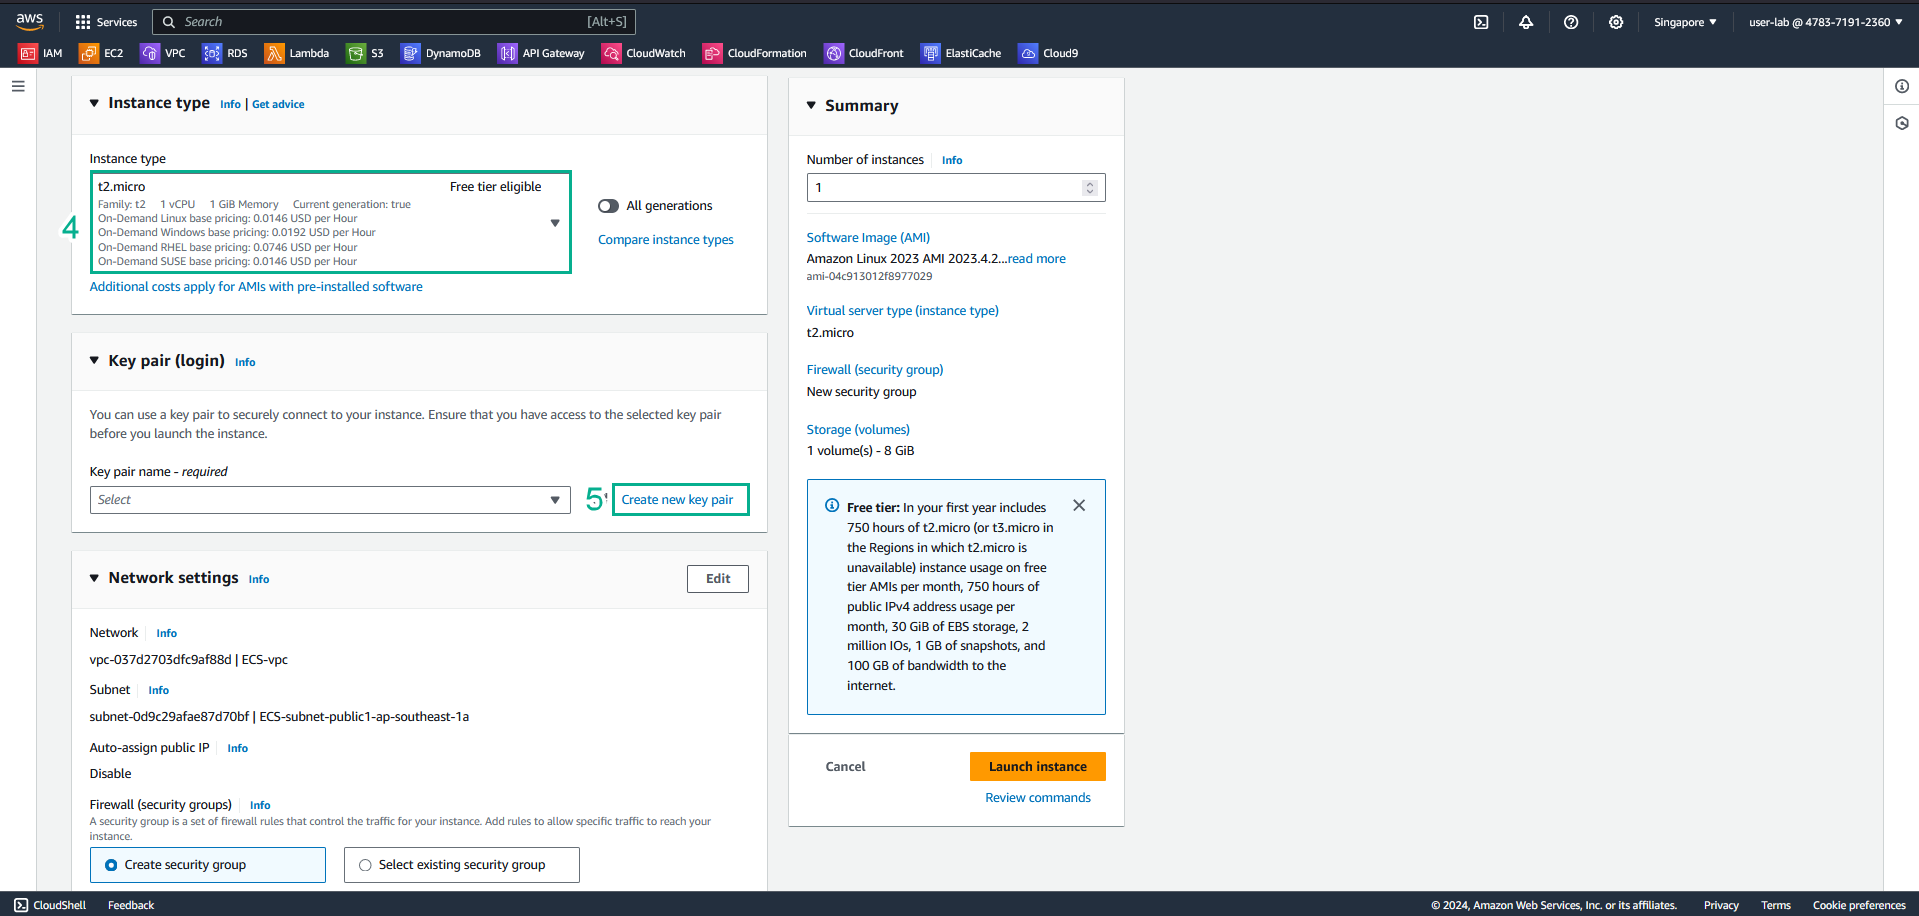 aws
Services
Search
[Alt+S]
Singapore ▼
user-lab @ 4783-7191-2360 ▼
IAM
EC2
VPC
RDS
Lambda
S3
DynamoDB
API Gateway
CloudWatch
CloudFormation
CloudFront
ElastiCache
Cloud9
Instance type Info | Get advice
Instance type
4
t2.micro
Free tier eligible
Family: t2 1 vCPU 1 GiB Memory Current generation: true
On-Demand Linux base pricing: 0.0146 USD per Hour
On-Demand Windows base pricing: 0.0192 USD per Hour
On-Demand RHEL base pricing: 0.0746 USD per Hour
On-Demand SUSE base pricing: 0.0146 USD per Hour
All generations
Compare instance types
Additional costs apply for AMIs with pre-installed software
Key pair (login) Info
You can use a key pair to securely connect to your instance. Ensure that you have access to the selected key pair
before you launch the instance.
Key pair name - required
Select
5
Create new key pair
Network settings Info
Edit
Network Info
vpc-037d2703dfc9af88d | ECS-vpc
Subnet Info
subnet-0d9c29afae87d70bf | ECS-subnet-public1-ap-southeast-1a
Auto-assign public IP Info
Disable
Firewall (security groups) Info
A security group is a set of firewall rules that control the traffic for your instance. Add rules to allow specific traffic to reach your
instance.
Create security group
Select existing security group
Summary
Number of instances Info
1
Software Image (AMI)
Amazon Linux 2023 AMI 2023.4.2...read more
ami-04c913012f8977029
Virtual server type (instance type)
t2.micro
Firewall (security group)
New security group
Storage (volumes)
1 volume(s) - 8 GiB
Free tier: In your first year includes
750 hours of t2.micro (or t3.micro in
the Regions in which t2.micro is
unavailable) instance usage on free
tier AMIs per month, 750 hours of
public IPv4 address usage per
month, 30 GiB of EBS storage, 2
million IOs, 1 GB of snapshots, and
100 GB of bandwidth to the
internet.
Cancel
Launch instance
Review commands
CloudShell
Feedback
© 2024, Amazon Web Services, Inc. or its affiliates.
Privacy
Terms
Cookie preferences